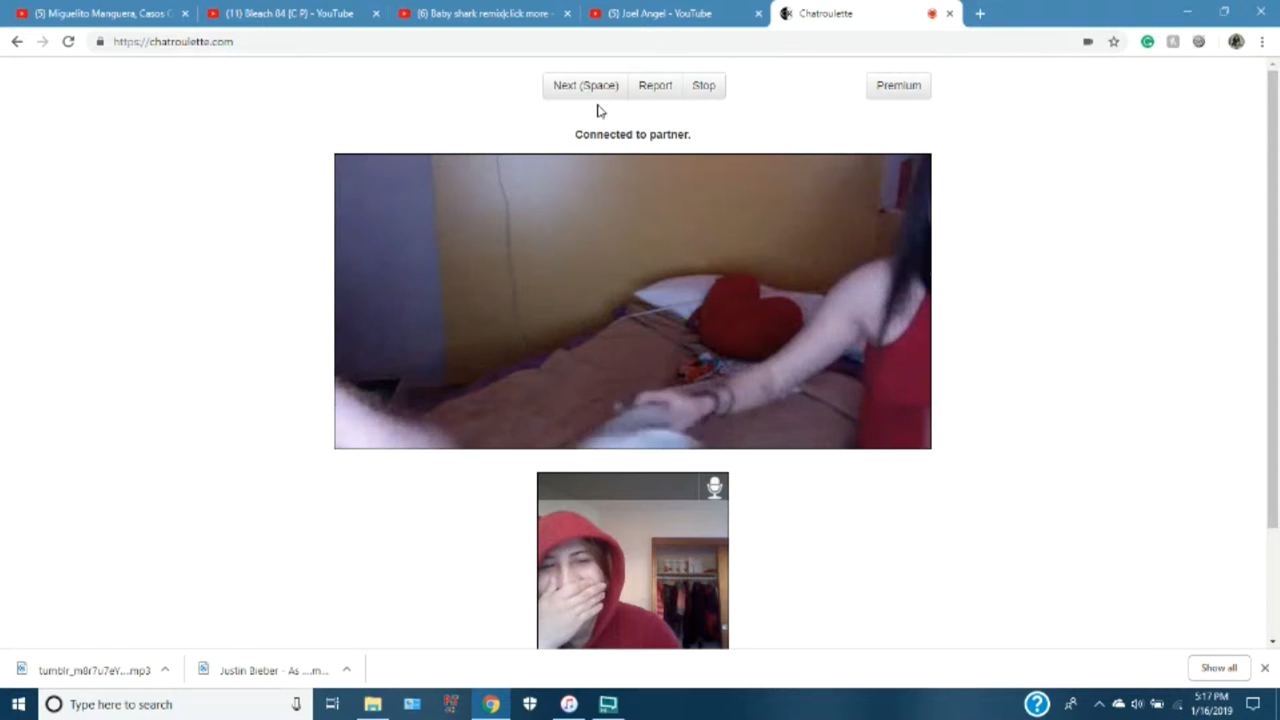 (5) Miguelito Manguera, Casos C
(11) Bleach 84 (C P) - YouTube
(6) Baby shark remix|click more -
(5) Joel Angel - YouTube
Chatroulette
https://chatroulette.com
Next (Space)
Report
Stop
Premium
Connected to partner.
tumblr_m8r7u7eY....mp3
Justin Bieber - As ....m...
Show all
Type here to search
5:17 PM
1/16/2019